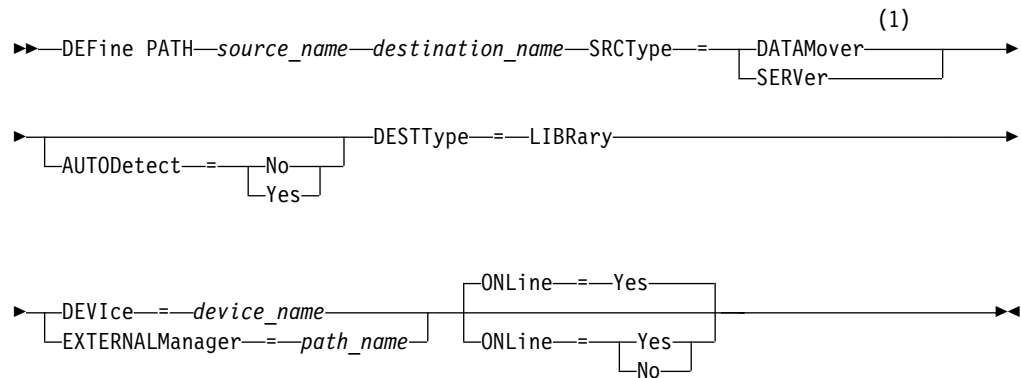 (1)
DEFine PATH source_name destination_name SRCType = DATAMover
SERVer
DESTType = LIBRary
AUTODetect = No
Yes
ONLine = Yes
DEVIce = device_name
EXTERNALManager = path_name ONLine = Yes
No